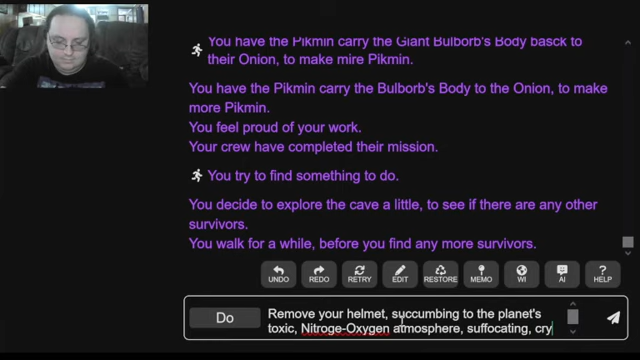 You have the Pikmin carry the Giant Bulborb's Body basck to
their Onion, to make mire Pikmin.
You have the Pikmin carry the Bulborb's Body to the Onion, to make
more Pikmin.
You feel proud of your work.
Your crew have completed their mission.
You try to find something to do.
You decide to explore the cave a little, to see if there are any other
survivors.
You walk for a while, before you find any more survivors.
UNDO REDO RETRY EDIT RESTORE MEMO WI AI HELP
Do
Remove your helmet, succumbing to the planet's
toxic, Nitroge-Oxygen atmosphere, suffocating, cry